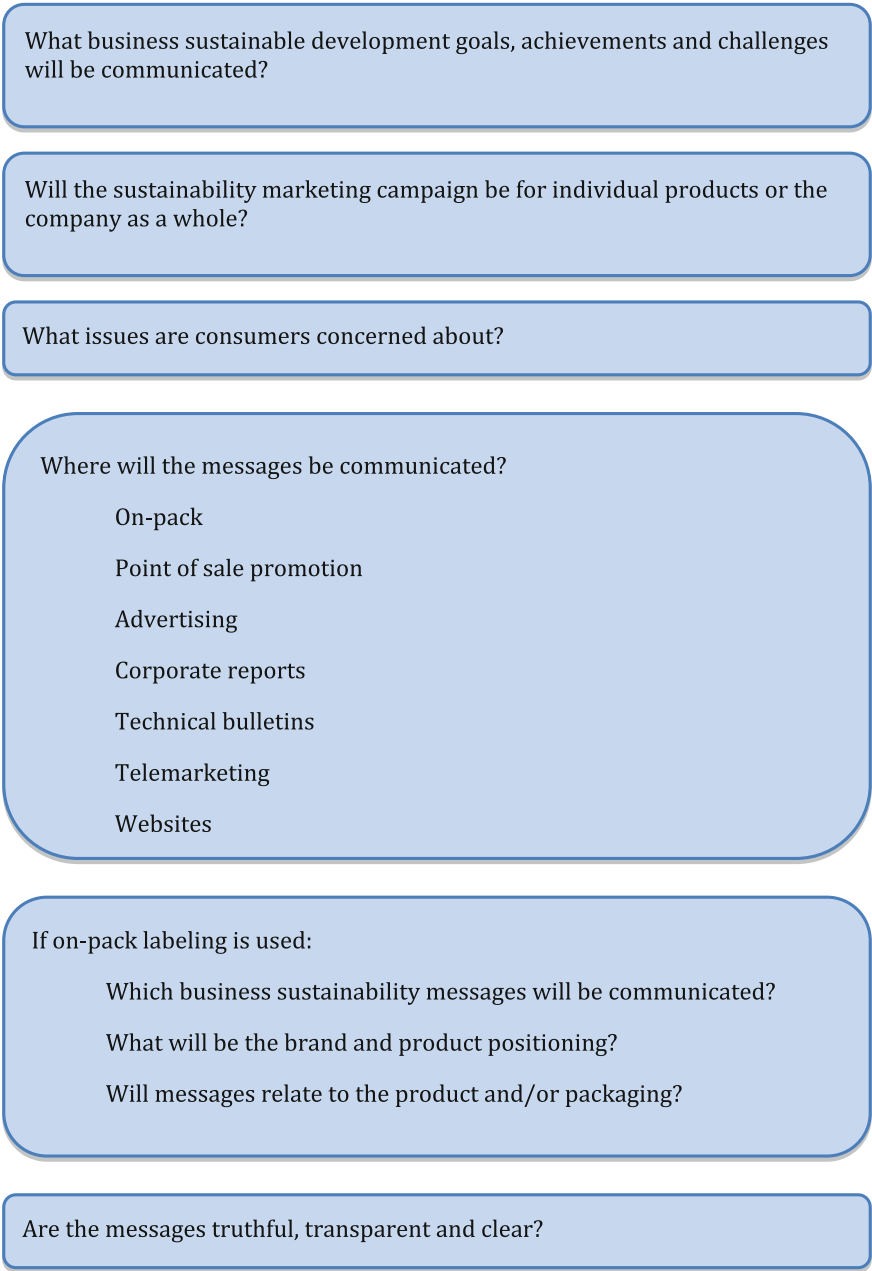 What business sustainable development goals, achievements and challenges
will be communicated?
Will the sustainability marketing campaign be for individual products or the
company as a whole?
What issues are consumers concerned about?
Where will the messages be communicated?
On-pack
Point of sale promotion
Advertising
Corporate reports
Technical bulletins
Telemarketing
Websites
If on-pack labeling is used:
Which business sustainability messages will be communicated?
What will be the brand and product positioning?
Will messages relate to the product and/or packaging?
Are the messages truthful, transparent and clear?